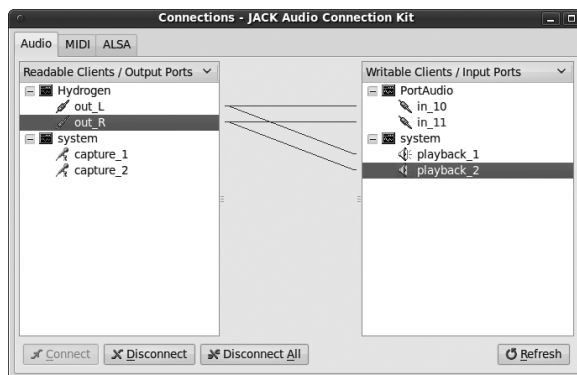 Connections - JACK Audio Connection Kit
Audio MIDI ALSA
Readable Clients / Output Ports
Hydrogen
out_L
out_R
system
capture_1
capture_2
Writable Clients / Input Ports
PortAudio
in_10
in_11
system
playback_1
playback_2
Connect Disconnect Disconnect All Refresh